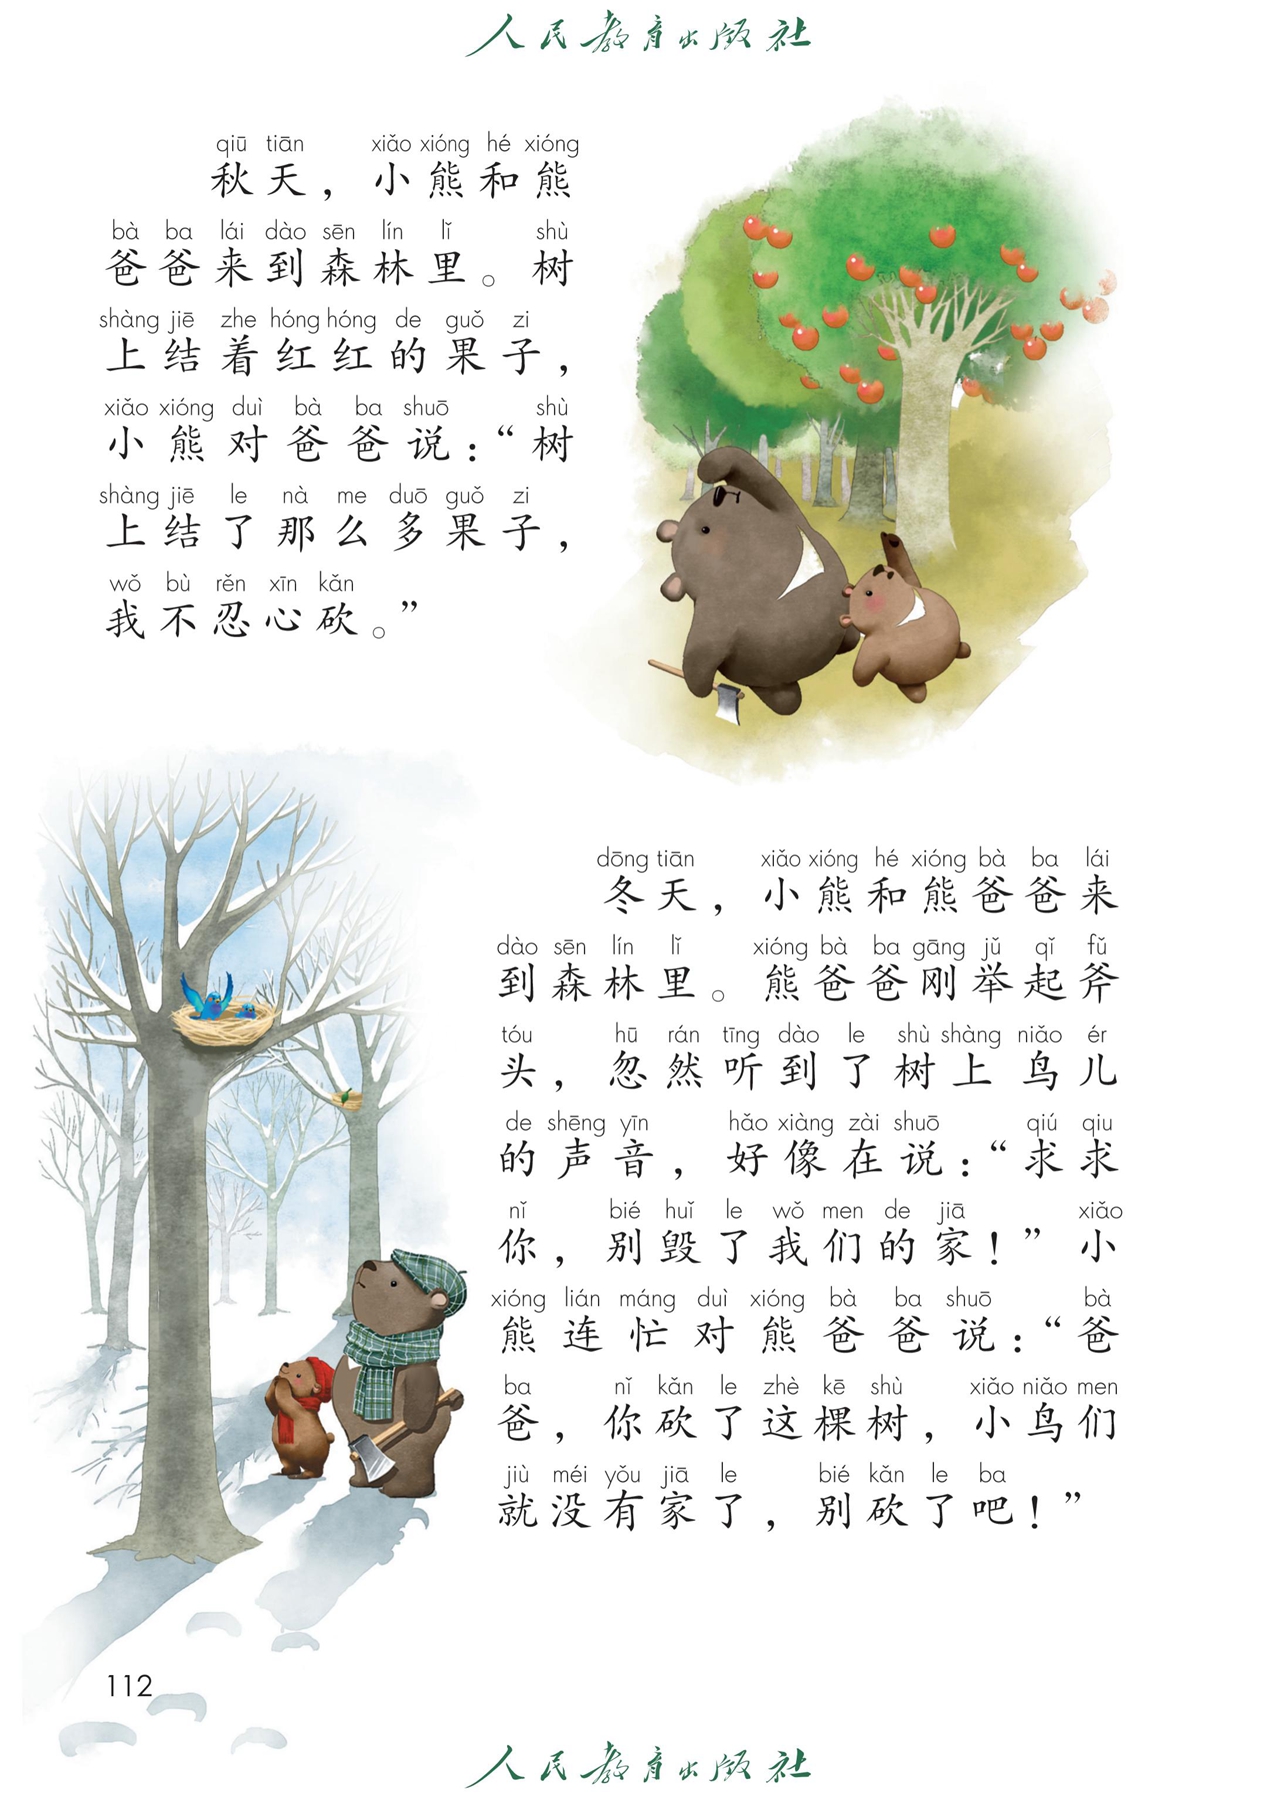 人民教育出版社
qiū tiān xiǎo xióng hé xióng
秋天，小熊和熊
bà ba lái dào sēn lín lǐ shù
爸爸来到森林里。树
shàng jiē zhe hóng hóng de guǒ zi
上结着红红的果子，
xiǎo xióng duì bà ba shuō shù
小熊对爸爸说：“树
shàng jiē le nà me duō guǒ zi
上结了那么多果子，
wǒ bù rěn xīn kǎn
我不忍心砍。”
dōng tiān xiǎo xióng hé xióng bà ba lái
冬天，小熊和熊爸爸来
dào sēn lín lǐ xióng bà ba gāng jǔ qǐ fǔ
到森林里。熊爸爸刚举起斧
tóu hū rán tīng dào le shù shàng niǎo ér
头，忽然听到了树上鸟儿
de shēng yīn hǎo xiàng zài shuō qiú qiu
的声音，好像在说：“求求
nǐ bié huǐ le wǒ men de jiā xiǎo
你，别毁了我们的家！”小
xióng lián máng duì xióng bà ba shuō bà
熊连忙对熊爸爸说：“爸
ba nǐ kǎn le zhè kē shù xiǎo niǎo men
爸，你砍了这棵树，小鸟们
jiù méi yǒu jiā le bié kǎn le ba
就没有家了，别砍了吧！”
112
人民教育出版社